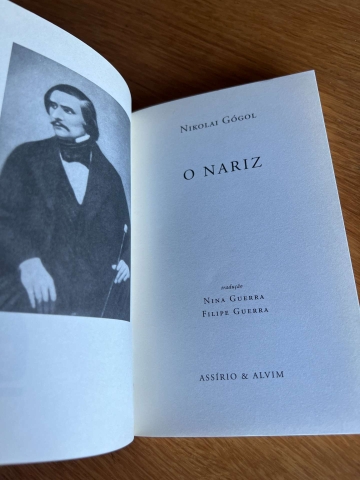 Nikolai Gógol
O NARIZ
tradução
Nina Guerra
Filipe Guerra
ASSÍRIO & ALVIM